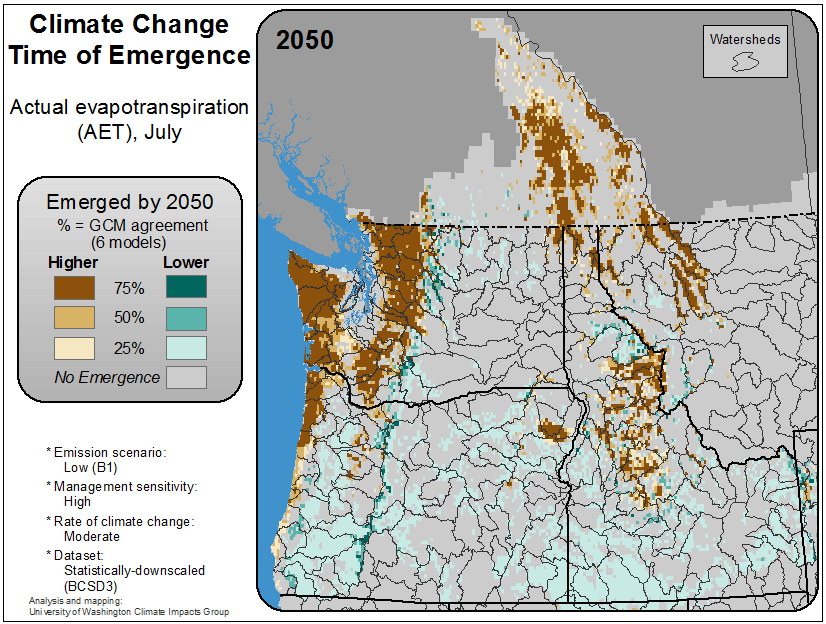 Climate Change
Time of Emergence
Actual evapotranspiration
(AET), July
Emerged by 2050
% = GCM agreement
(6 models)
Higher Lower
75%
50%
25%
No Emergence
* Emission scenario:
Low (B1)
* Management sensitivity:
High
* Rate of climate change:
Moderate
* Dataset:
Statistically-downscaled
(BCSD3)
Analysis and mapping:
University of Washington Climate Impacts Group
2050
Watersheds